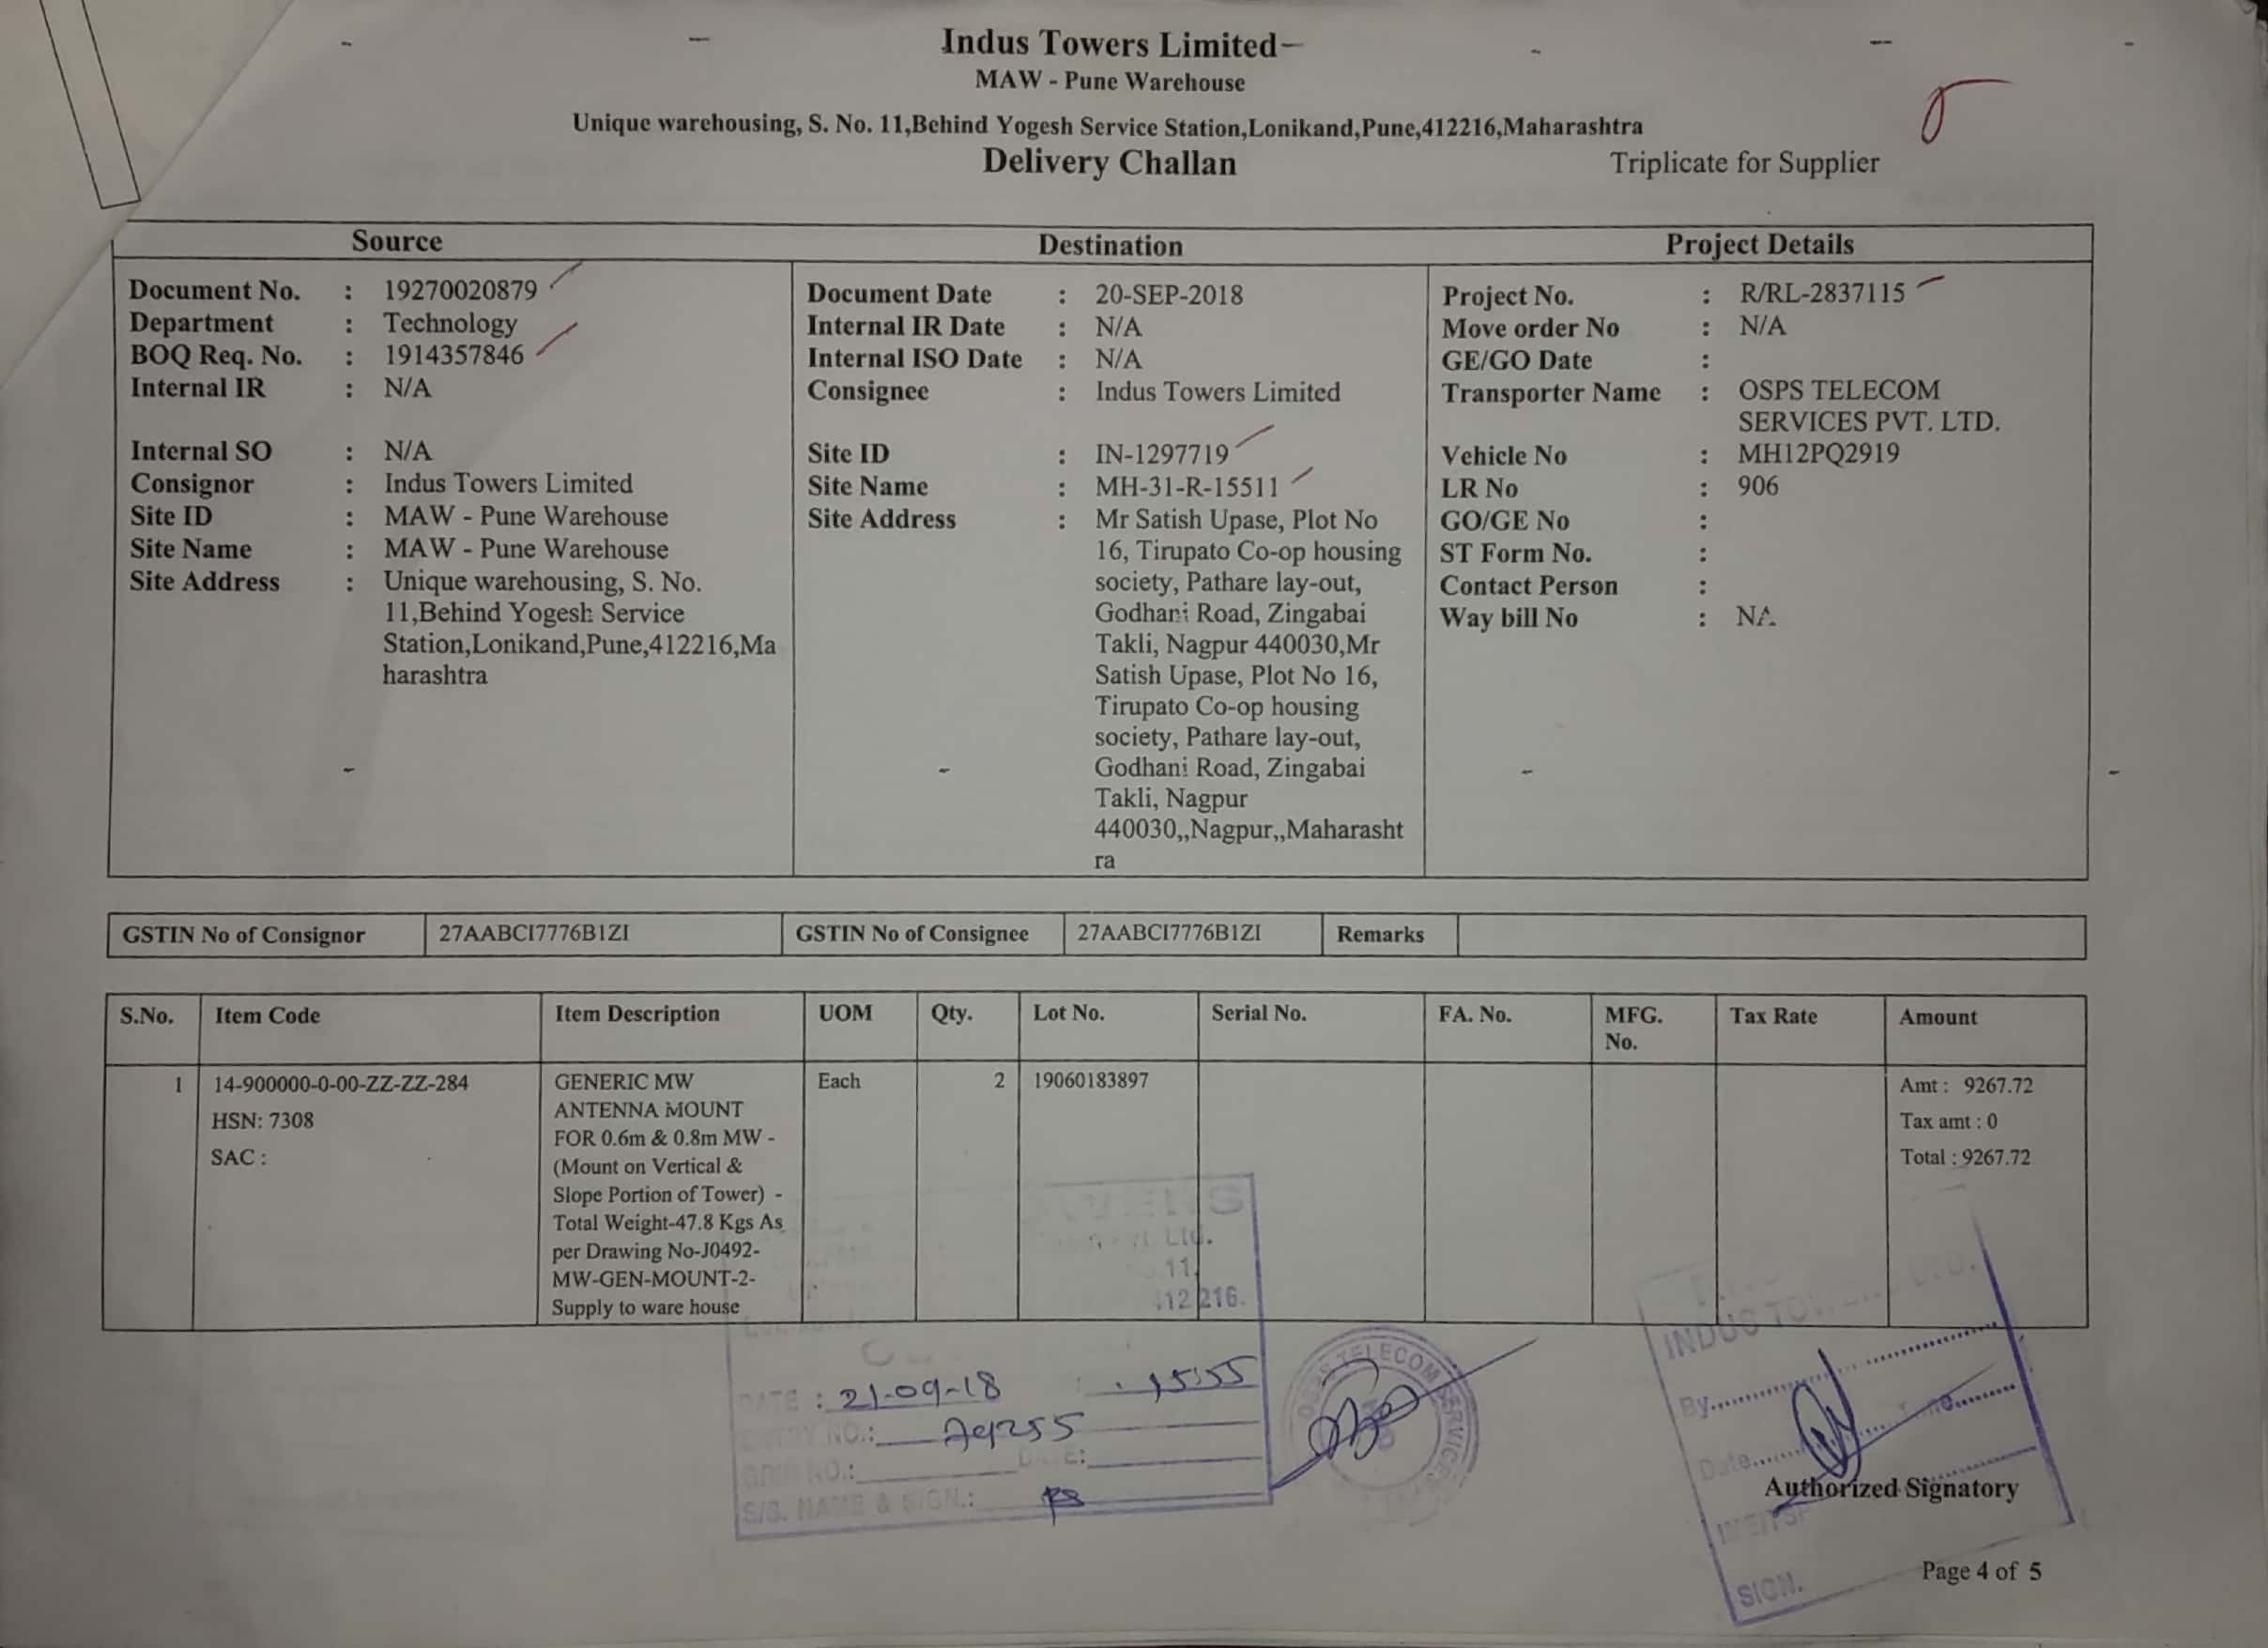 Indus Towers Limited
MAW - Pune Warehouse
Unique warehousing, S. No. 11,Behind Yogesh Service Station,Lonikand,Pune,412216,Maharashtra
Delivery Challan
Triplicate for Supplier
Source
Document No. : 19270020879
Department : Technology
BOQ Req. No. : 1914357846
Internal IR : N/A
Internal SO : N/A
Consignor : Indus Towers Limited
Site ID : MAW - Pune Warehouse
Site Name : MAW - Pune Warehouse
Site Address : Unique warehousing, S. No.
11,Behind Yogesh Service
Station,Lonikand,Pune,412216,Ma
harashtra
Destination
Document Date : 20-SEP-2018
Internal IR Date : N/A
Internal ISO Date : N/A
Consignee : Indus Towers Limited
Site ID : IN-1297719
Site Name : MH-31-R-15511
Site Address : Mr Satish Upase, Plot No
16, Tirupato Co-op housing
society, Pathare lay-out,
Godhani Road, Zingabai
Takli, Nagpur 440030,Mr
Satish Upase, Plot No 16,
Tirupato Co-op housing
society, Pathare lay-out,
Godhani Road, Zingabai
Takli, Nagpur
440030,,Nagpur,,Maharasht
ra
Project Details
Project No. : R/RL-2837115
Move order No : N/A
GE/GO Date :
Transporter Name : OSPS TELECOM
SERVICES PVT. LTD.
Vehicle No : MH12PQ2919
LR No : 906
GO/GE No :
ST Form No. :
Contact Person :
Way bill No : NA
GSTIN No of Consignor 27AABCI7776B1ZI GSTIN No of Consignee 27AABCI7776B1ZI Remarks
S.No. Item Code Item Description UOM Qty. Lot No. Serial No. FA. No. MFG. No. Tax Rate Amount
1 14-900000-0-00-ZZ-ZZ-284
HSN: 7308
SAC :
GENERIC MW
ANTENNA MOUNT
FOR 0.6m & 0.8m MW -
(Mount on Vertical &
Slope Portion of Tower) -
Total Weight-47.8 Kgs As
per Drawing No-J0492-
MW-GEN-MOUNT-2-
Supply to ware house
Each 2 19060183897
Amt : 9267.72
Tax amt : 0
Total : 9267.72
Ltd.
11,
412 216.
DATE : 21-09-18 1555
ENTRY NO.:
GRN NO.: DATE:
S/G. NAME & SIGN.:
TELECOM SERVICES
INDUS TOWERS LTD.
By
Date
Authorized Signatory
SIGN.
Page 4 of 5